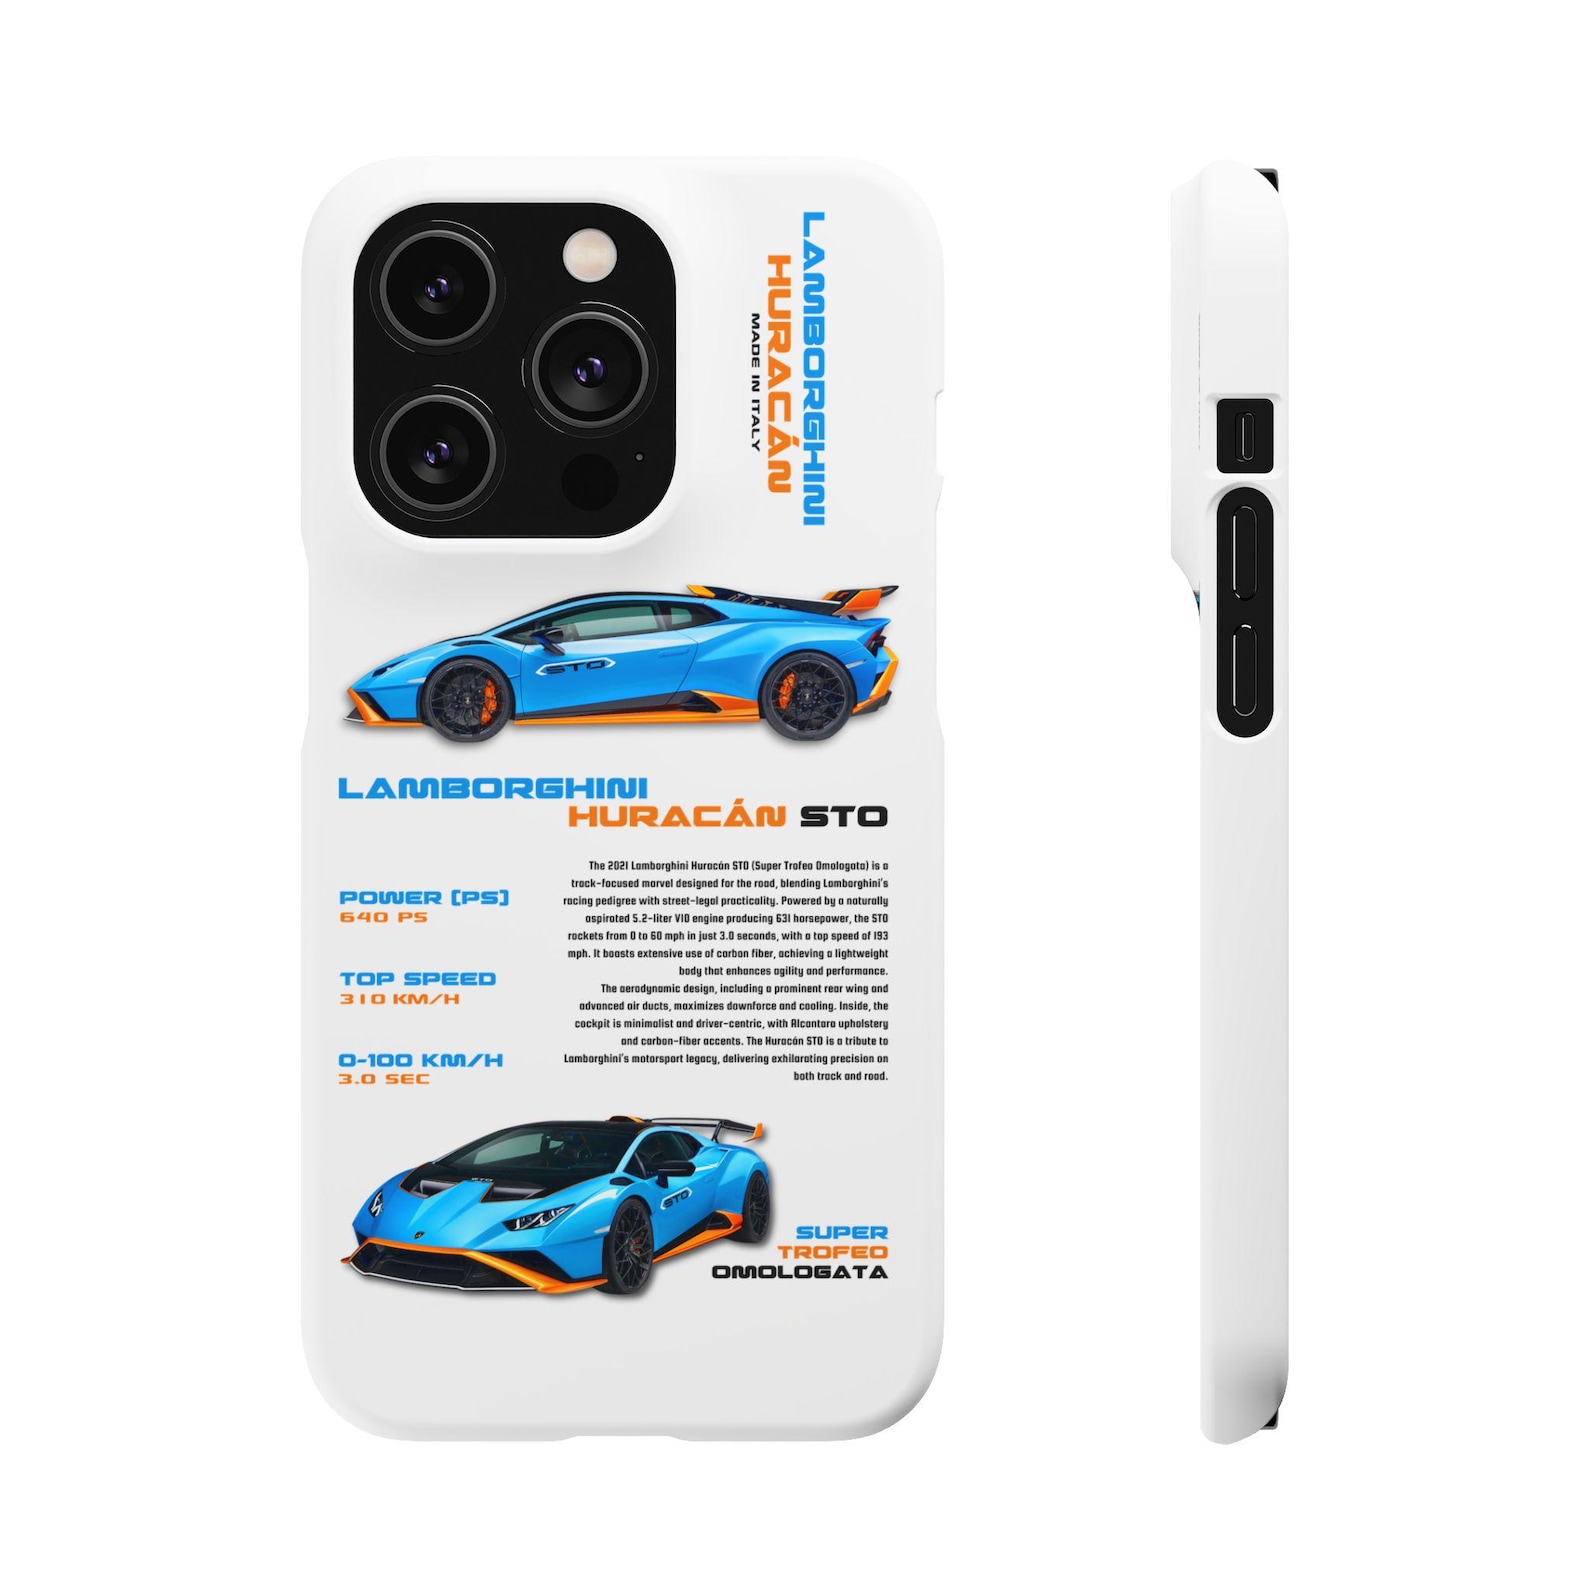 LAMBORGHINI
HURACÁN
MADE IN ITALY
STO
LAMBORGHINI
HURACÁN STO
POWER (PS)
640 PS
TOP SPEED
310 KM/H
0-100 KM/H
3.0 SEC
The 2021 Lamborghini Huracán STO (Super Trofeo Omologata) is a
track-focused marvel designed for the road, blending Lamborghini's
racing pedigree with street-legal practicality. Powered by a naturally
aspirated 5.2-liter V10 engine producing 631 horsepower, the STO
rockets from 0 to 60 mph in just 3.0 seconds, with a top speed of 193
mph. It boasts extensive use of carbon fiber, achieving a lightweight
body that enhances agility and performance.
The aerodynamic design, including a prominent rear wing and
advanced air ducts, maximizes downforce and cooling. Inside, the
cockpit is minimalist and driver-centric, with Alcantara upholstery
and carbon-fiber accents. The Huracán STO is a tribute to
Lamborghini's motorsport legacy, delivering exhilarating precision on
both track and road.
STO
STO
SUPER
TROFEO
OMOLOGATA